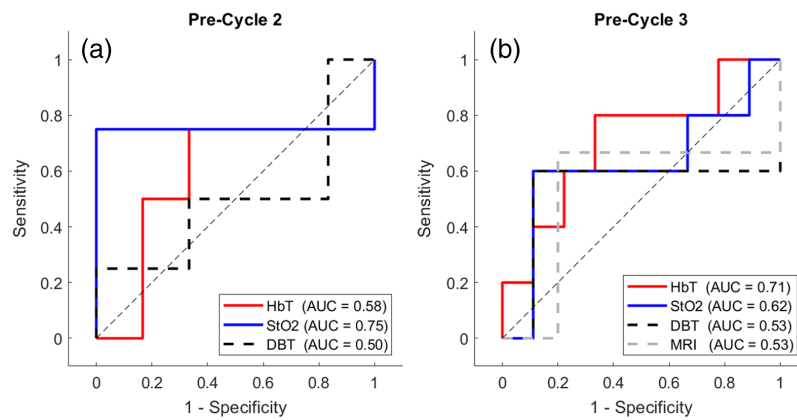 Pre-Cycle 2
(a)
1
0.8
0.6
0.4
0.2
0
Sensitivity
HbT (AUC = 0.58)
StO2 (AUC = 0.75)
DBT (AUC = 0.50)
0 0.2 0.4 0.6 0.8 1
1 - Specificity
Pre-Cycle 3
(b)
1
0.8
0.6
0.4
0.2
0
Sensitivity
HbT (AUC = 0.71)
StO2 (AUC = 0.62)
DBT (AUC = 0.53)
MRI (AUC = 0.53)
0 0.2 0.4 0.6 0.8 1
1 - Specificity